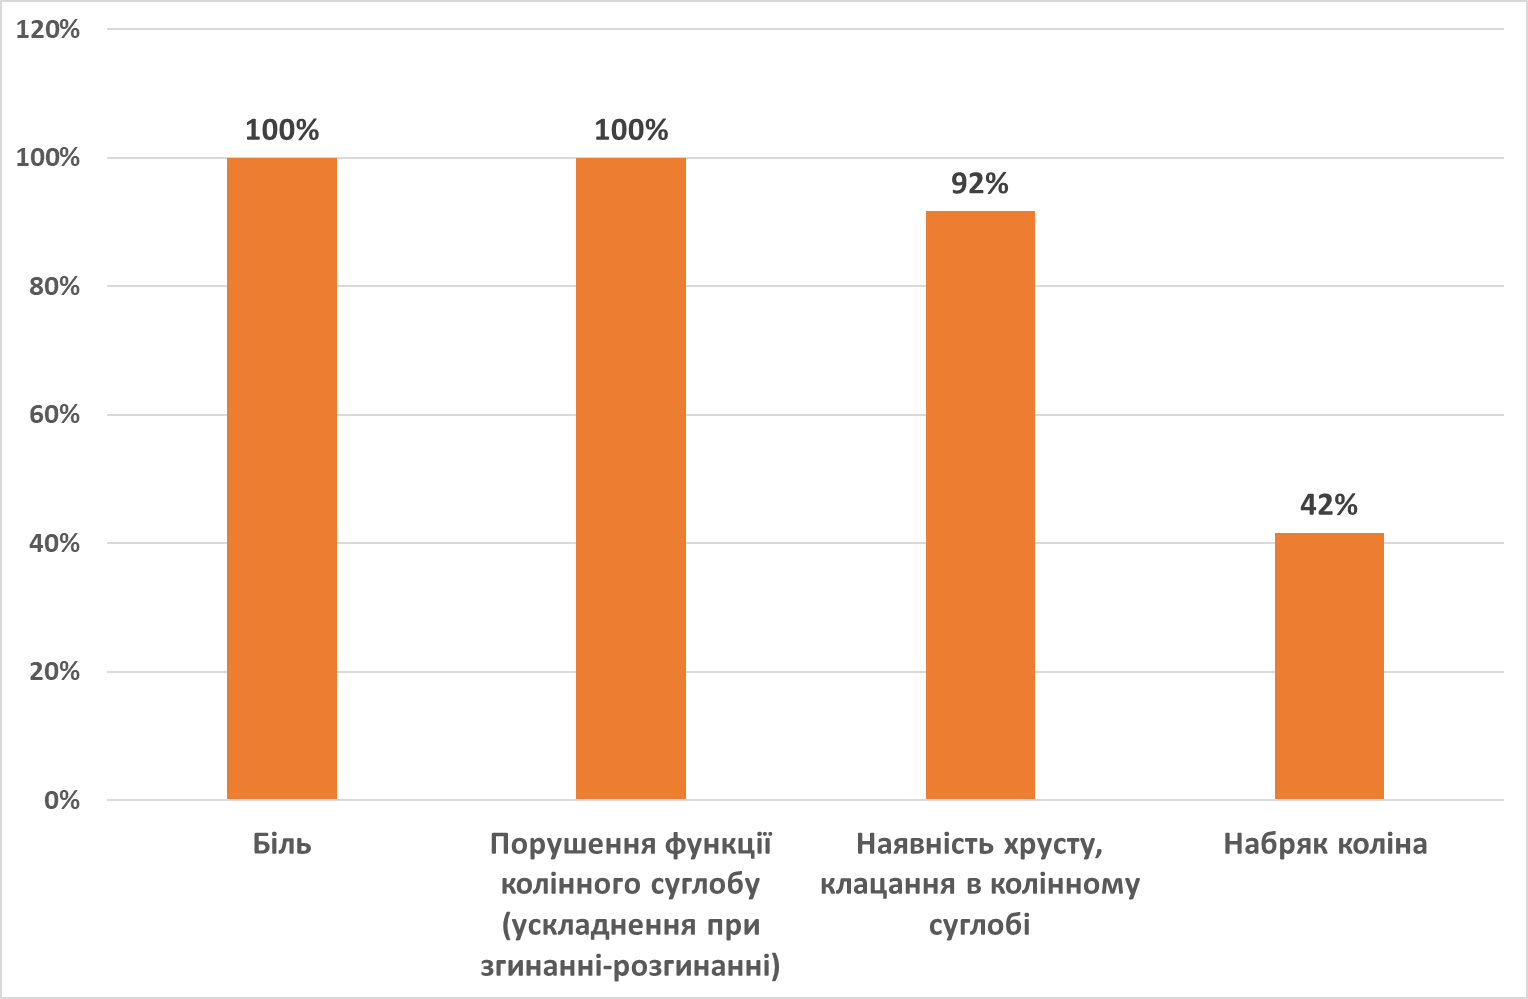 120%
100%
80%
60%
40%
20%
0%
100%
100%
92%
42%
Біль
Порушення функції
колінного суглобу
(ускладнення при
згинанні-розгинанні)
Наявність хрусту,
клацання в колінному
суглобі
Набряк коліна